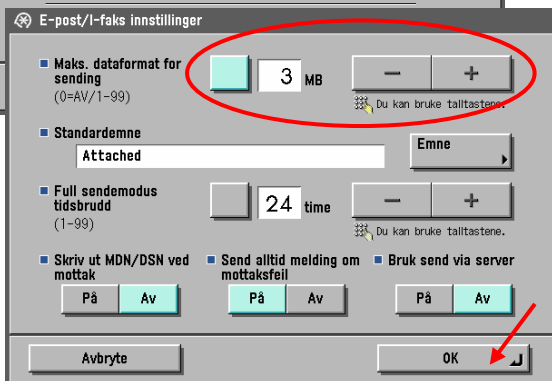 E-post/I-faks innstillinger
Maks. dataformat for
sending
(0=AV/1-99)
3 MB
− +
Du kan bruke talltastene.
Standardemne
Attached
Emne
Full sendemodus
tidsbrudd
(1-99)
24 time
− +
Du kan bruke talltastene.
Skriv ut MDN/DSN ved
mottak
På Av
Send alltid melding om
mottaksfeil
På Av
Bruk send via server
På Av
Avbryte
OK